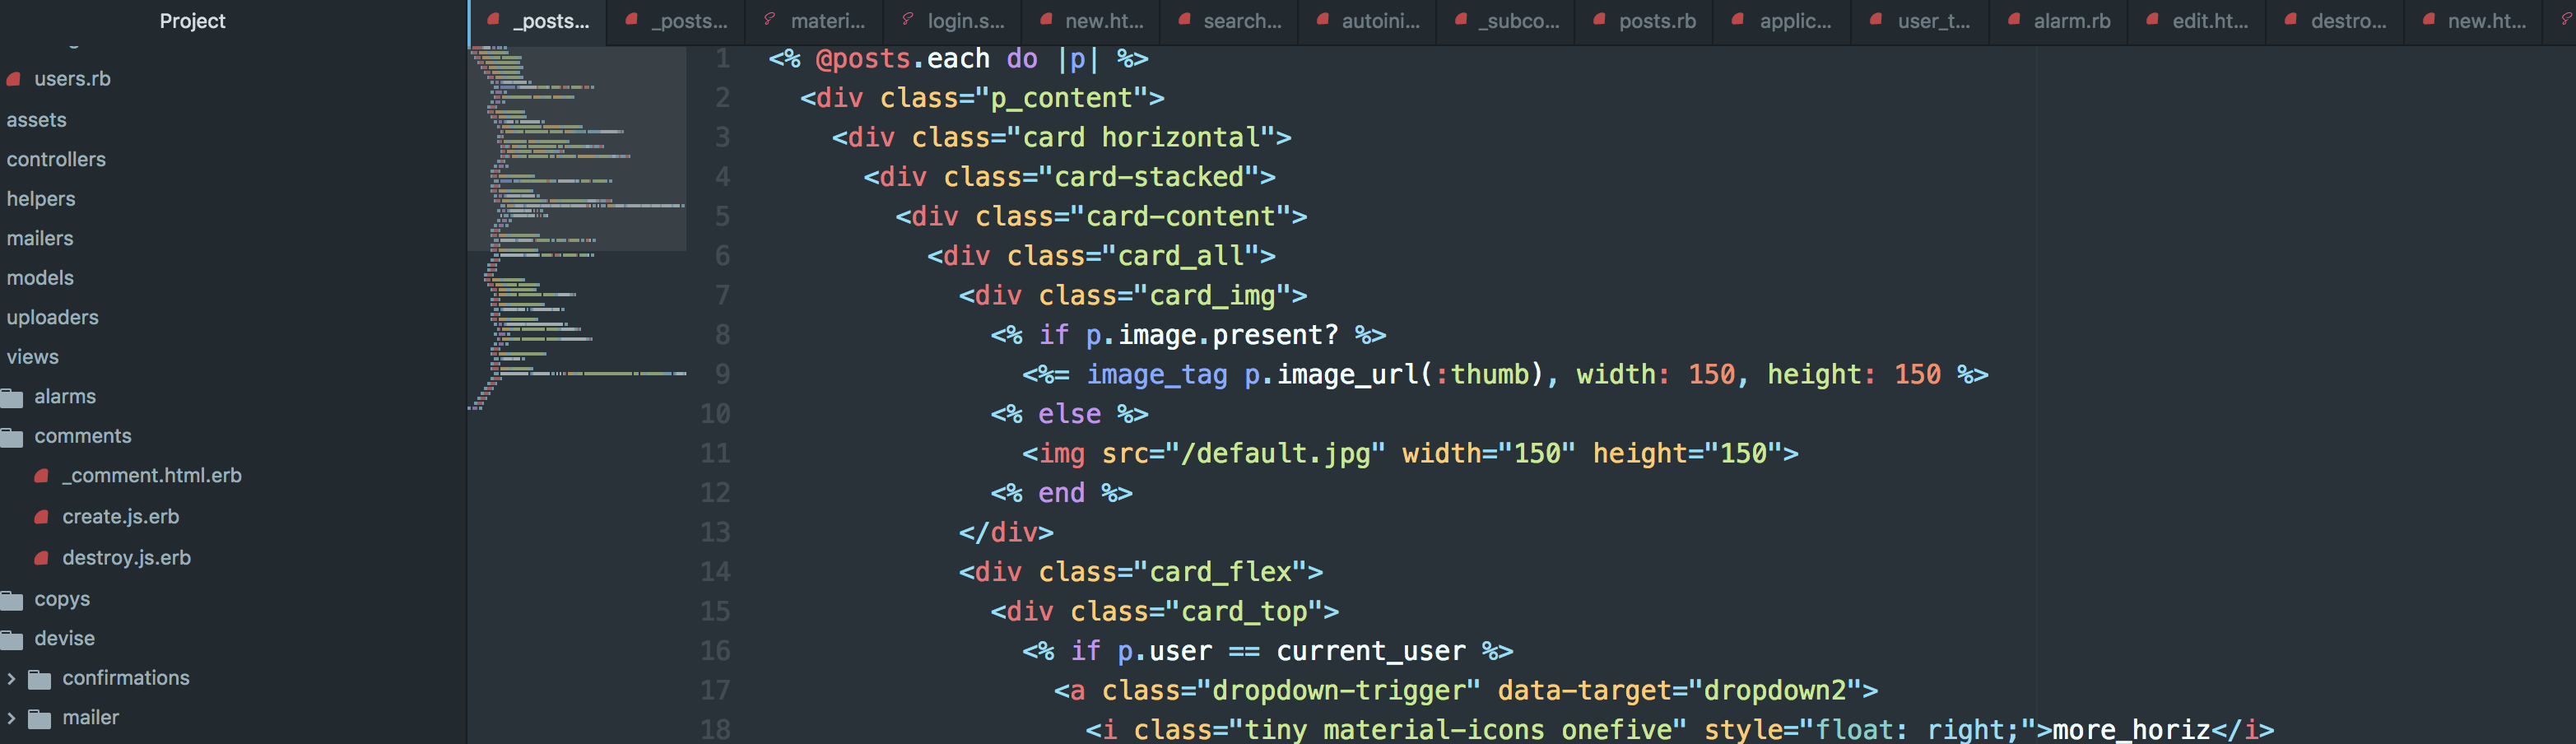 Project
_posts...
_posts...
materi...
login.s...
new.ht...
search...
autoini...
_subco...
posts.rb
applic...
user_t...
alarm.rb
edit.ht...
destro...
new.ht...
users.rb
assets
controllers
helpers
mailers
models
uploaders
views
alarms
comments
_comment.html.erb
create.js.erb
destroy.js.erb
copys
devise
confirmations
mailer
1 <% @posts.each do |p| %>
2 <div class="p_content">
3 <div class="card horizontal">
4 <div class="card-stacked">
5 <div class="card-content">
6 <div class="card_all">
7 <div class="card_img">
8 <% if p.image.present? %>
9 <%= image_tag p.image_url(:thumb), width: 150, height: 150 %>
10 <% else %>
11 <img src="/default.jpg" width="150" height="150">
12 <% end %>
13 </div>
14 <div class="card_flex">
15 <div class="card_top">
16 <% if p.user == current_user %>
17 <a class="dropdown-trigger" data-target="dropdown2">
18 <i class="tiny material-icons onefive" style="float: right;">more_horiz</i>